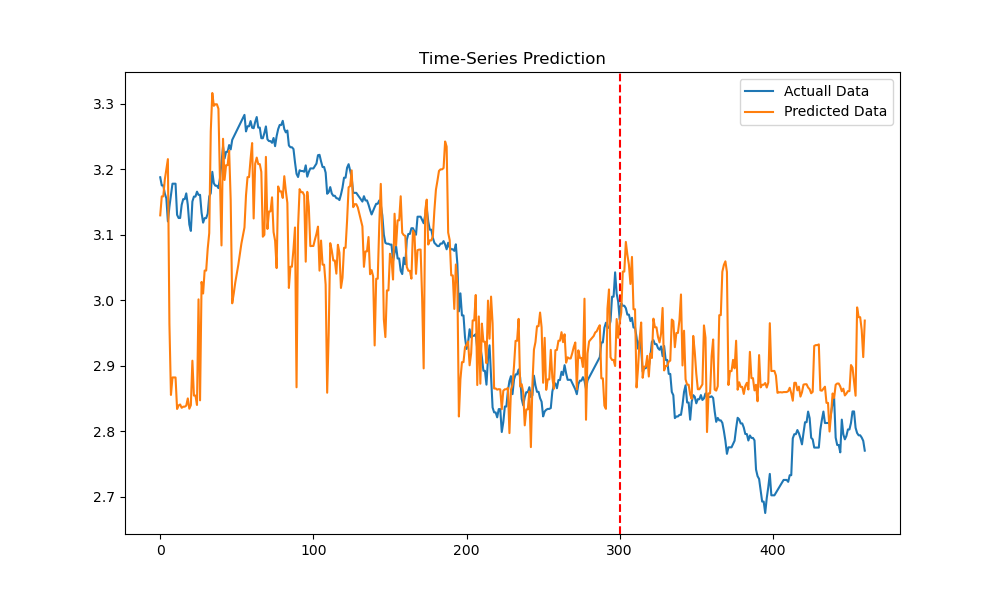 Time-Series Prediction
Actuall Data
Predicted Data
3.3
3.2
3.1
3.0
2.9
2.8
2.7
0 100 200 300 400